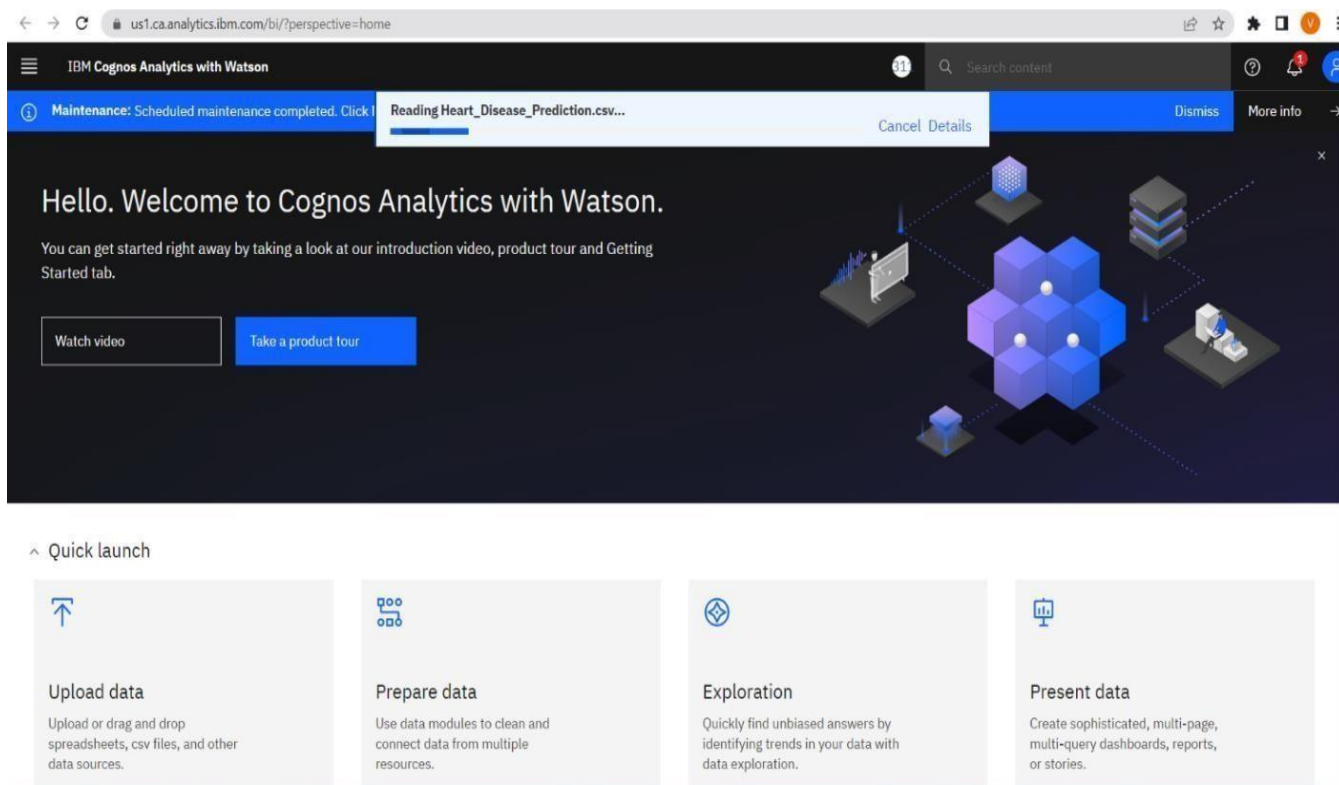 us1.ca.analytics.ibm.com/bi/?perspective=home
V
IBM Cognos Analytics with Watson
Search content
1
Maintenance: Scheduled maintenance completed. Click
Reading Heart_Disease_Prediction.csv...
Cancel Details
Dismiss
More info
Hello. Welcome to Cognos Analytics with Watson.
You can get started right away by taking a look at our introduction video, product tour and Getting
Started tab.
Watch video
Take a product tour
Quick launch
Upload data
Upload or drag and drop
spreadsheets, csv files, and other
data sources.
Prepare data
Use data modules to clean and
connect data from multiple
resources.
Exploration
Quickly find unbiased answers by
identifying trends in your data with
data exploration.
Present data
Create sophisticated, multi-page,
multi-query dashboards, reports,
or stories.